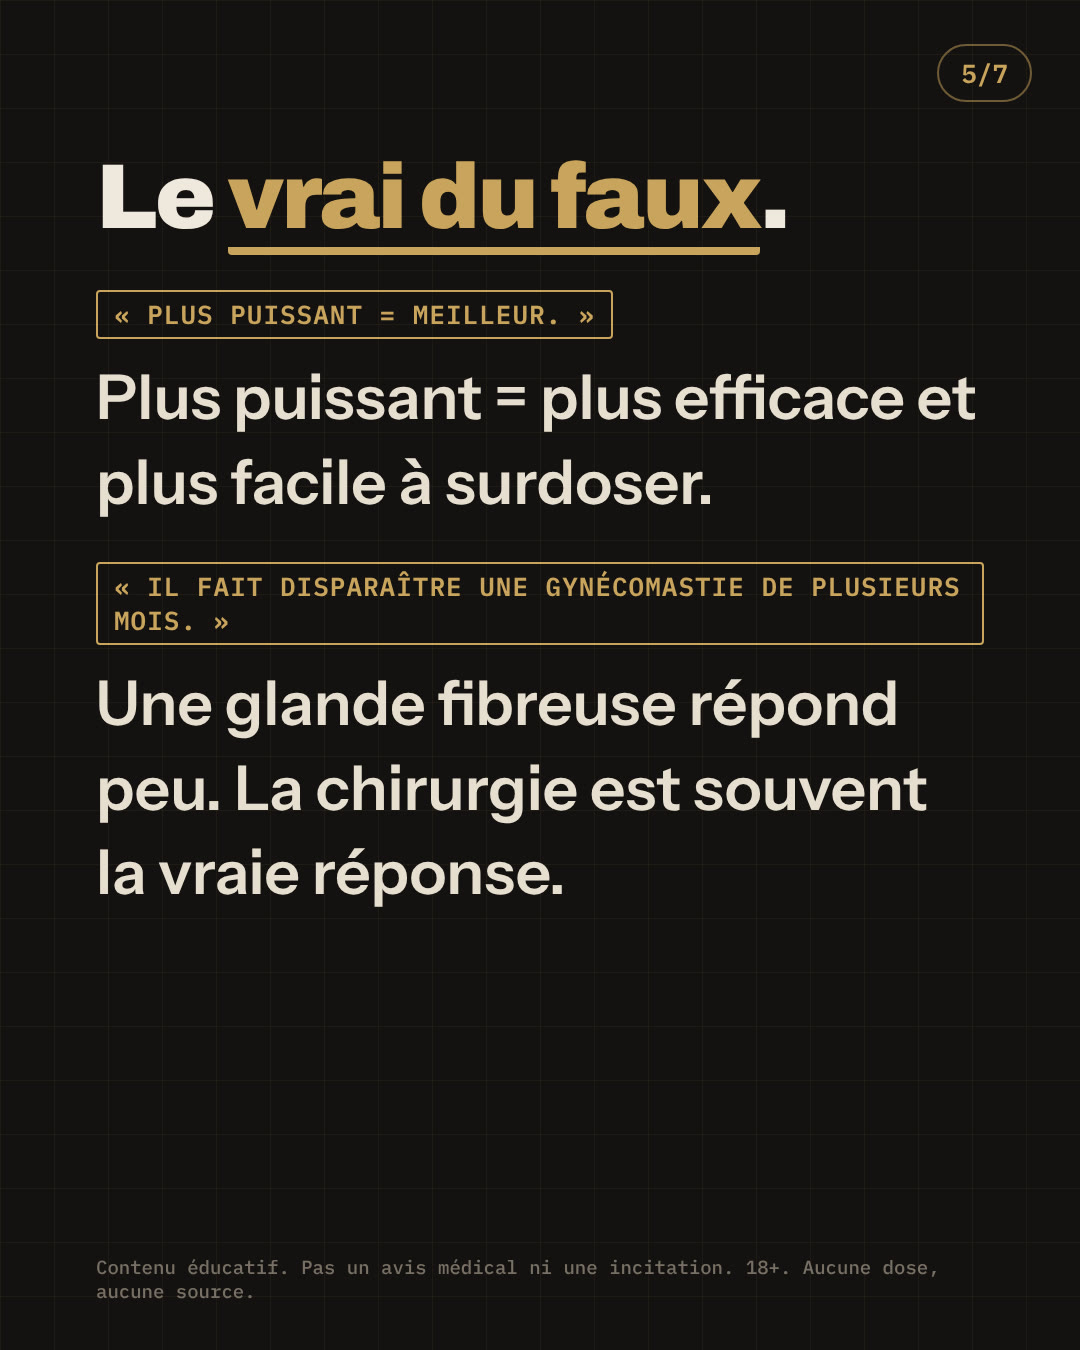 5/7
Le vrai du faux.
« PLUS PUISSANT = MEILLEUR. »
Plus puissant = plus efficace et
plus facile à surdoser.
« IL FAIT DISPARAÎTRE UNE GYNÉCOMASTIE DE PLUSIEURS
MOIS. »
Une glande fibreuse répond
peu. La chirurgie est souvent
la vraie réponse.
Contenu éducatif. Pas un avis médical ni une incitation. 18+. Aucune dose,
aucune source.